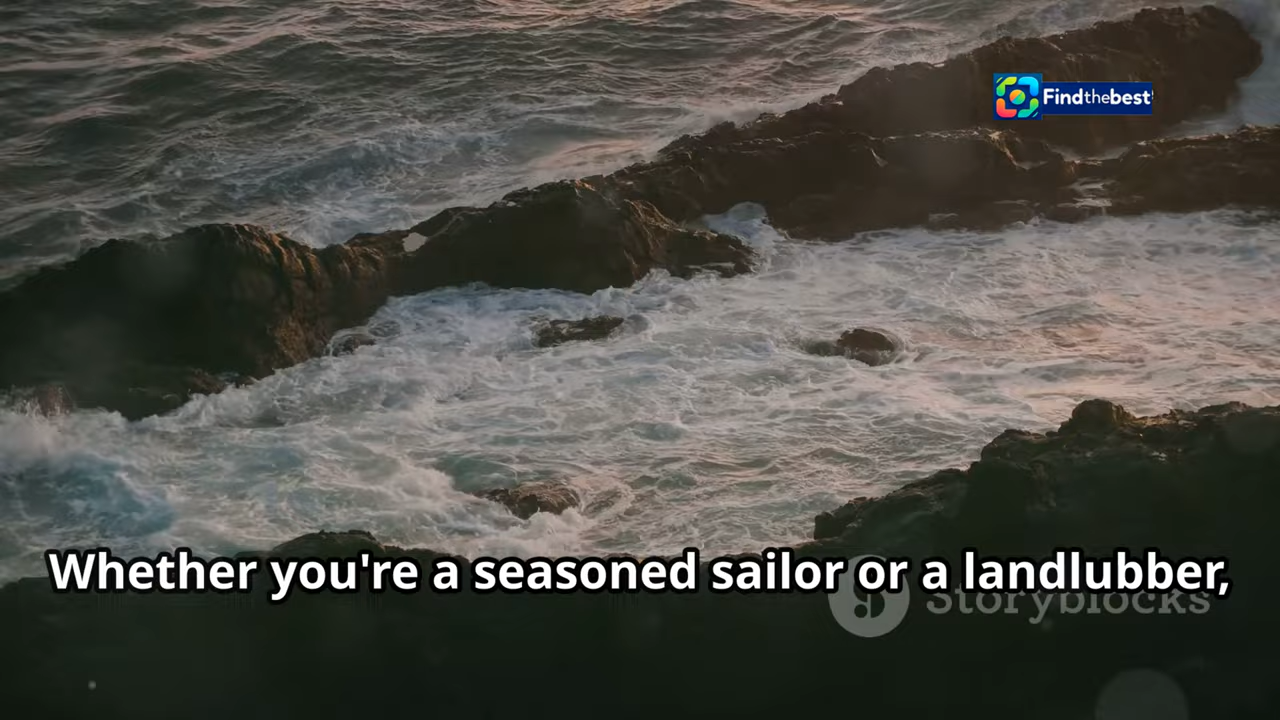 Findthebest
Whether you're a seasoned sailor or a landlubber,
Storyblocks